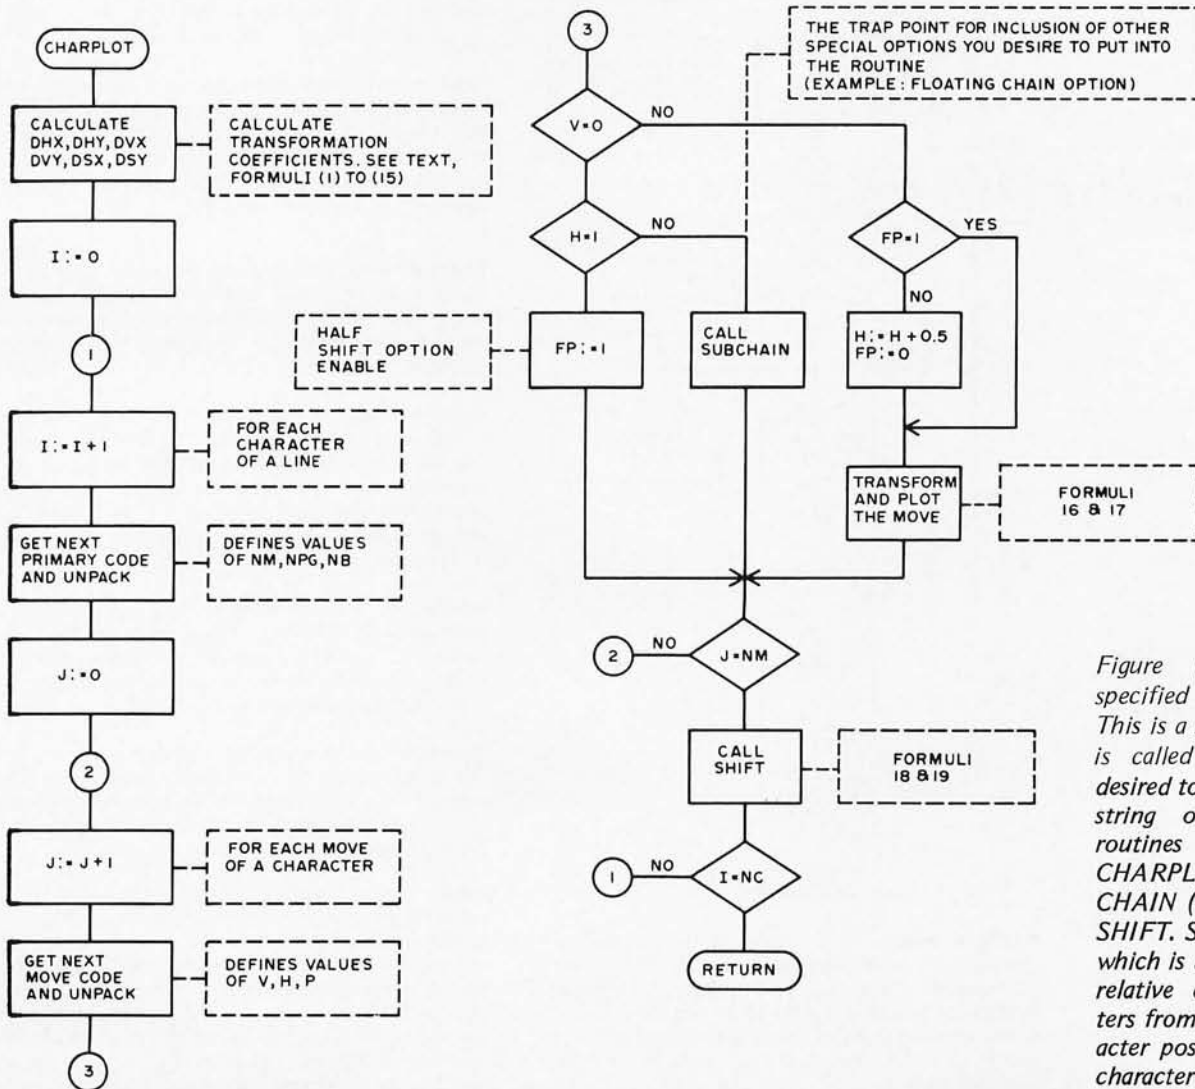 CHARPLOT
CALCULATE
DHX,DHY,DVX
DVY,DSX,DSY
CALCULATE
TRANSFORMATION
COEFFICIENTS. SEE TEXT,
FORMULI (1) TO (15)
I:=0
1
I:=I+1
FOR EACH
CHARACTER
OF A LINE
GET NEXT
PRIMARY CODE
AND UNPACK
DEFINES VALUES
OF NM,NPG,NB
J:=0
2
J:=J+1
FOR EACH MOVE
OF A CHARACTER
GET NEXT
MOVE CODE
AND UNPACK
DEFINES VALUES
OF V,H,P
3
3
THE TRAP POINT FOR INCLUSION OF OTHER
SPECIAL OPTIONS YOU DESIRE TO PUT INTO
THE ROUTINE
(EXAMPLE: FLOATING CHAIN OPTION)
V=0
NO
H=1
NO
FP=1
YES
NO
HALF
SHIFT OPTION
ENABLE
FP:=1
CALL
SUBCHAIN
H:=H+0.5
FP:=0
TRANSFORM
AND PLOT
THE MOVE
FORMULI
16 & 17
2
NO
J=NM
CALL
SHIFT
FORMULI
18 & 19
1
NO
I=NC
RETURN
Figure
specified
This is a
is called
desired to
string o
routines
CHARPL
CHAIN (
SHIFT. S
which is
relative
ters from
acter pos
character